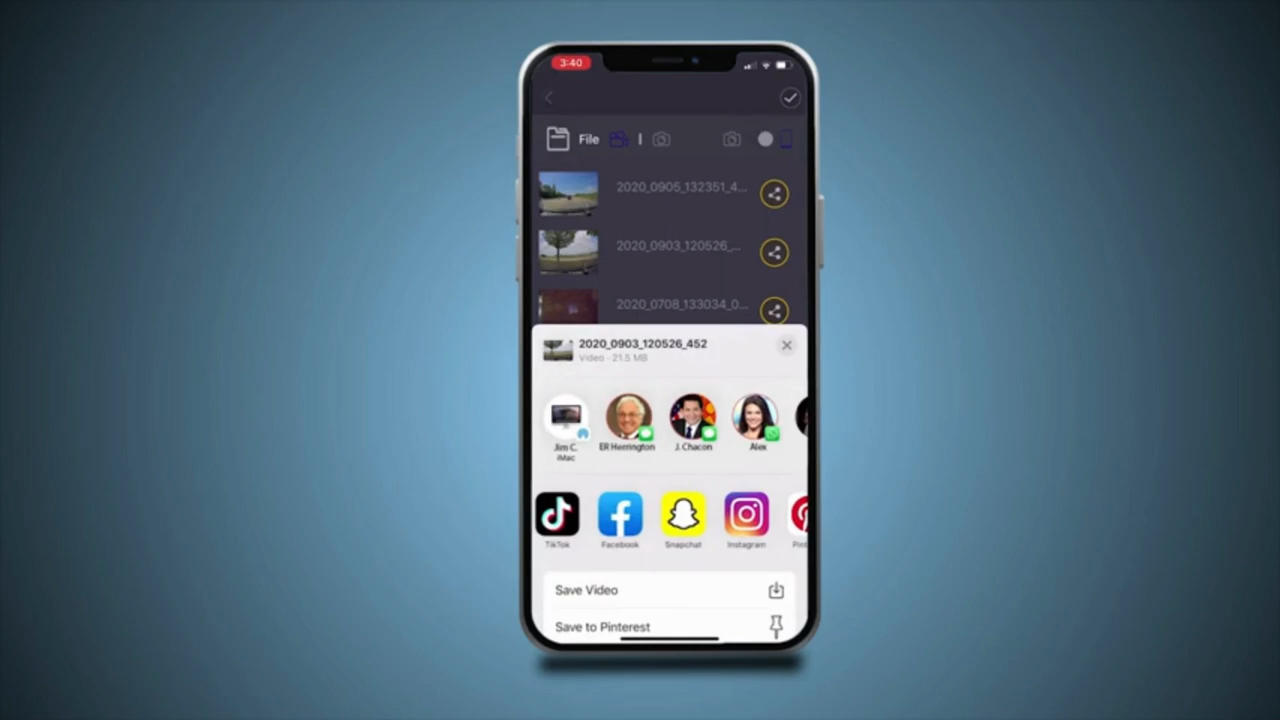 3:40
File
2020_0905_132351_4...
2020_0903_120526_...
2020_0708_133034_0...
2020_0903_120526_452
Video · 21.5 MB
Jim C.
iMac
ER Herrington
J. Chacon
Alex
TikTok
Facebook
Snapchat
Instagram
Pint
Save Video
Save to Pinterest